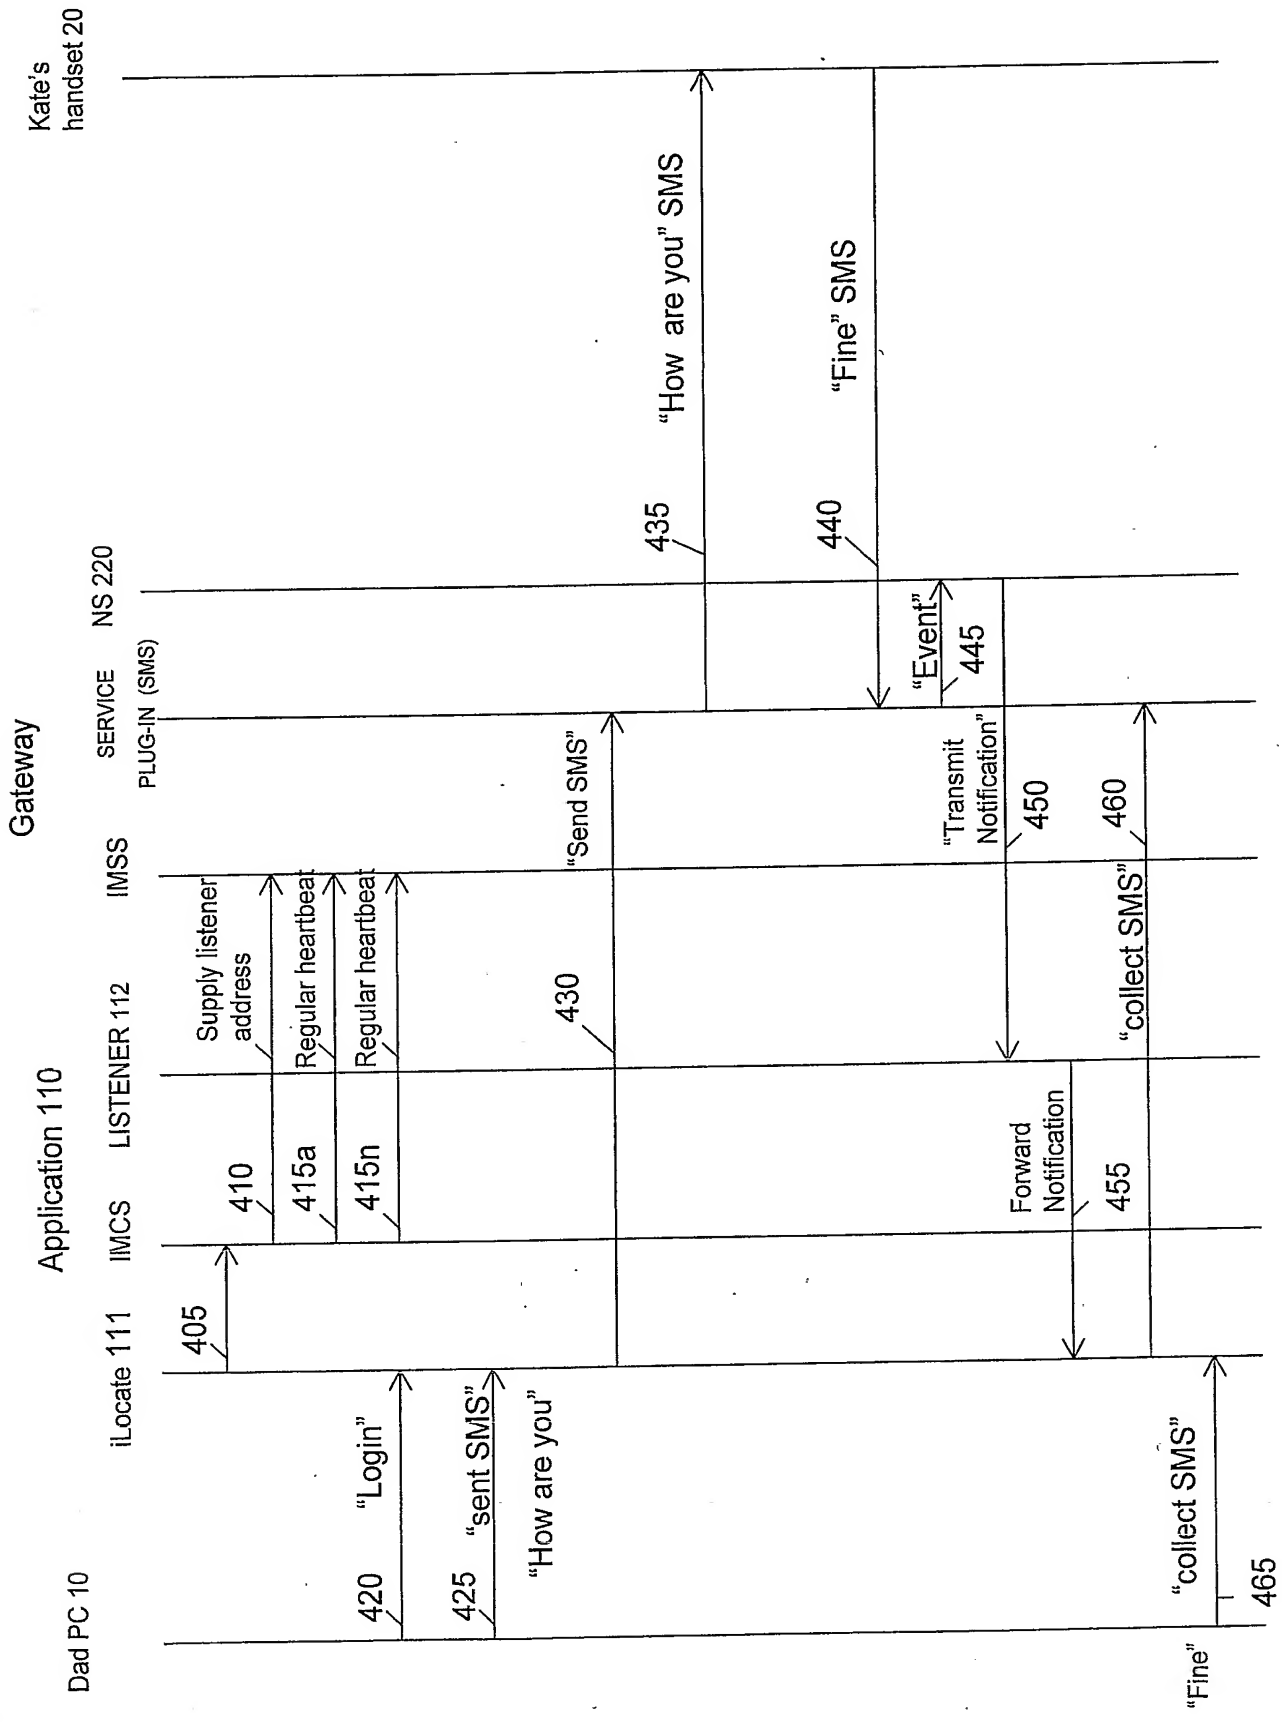 Gateway
Application 110
Dad PC 10
iLocate 111
IMCS
LISTENER 112
IMSS
SERVICE
PLUG-IN (SMS)
NS 220
Kate's
handset 20
405
410
Supply listener
address
415a
Regular heartbeat
415n
Regular heartbeat
420
“Login”
425
“sent SMS”
“How are you”
430
“Send SMS”
435
“How are you” SMS
440
“Fine” SMS
“Event”
445
“Transmit
Notification”
450
Forward
Notification
455
“collect SMS”
460
“collect SMS”
465
“Fine”